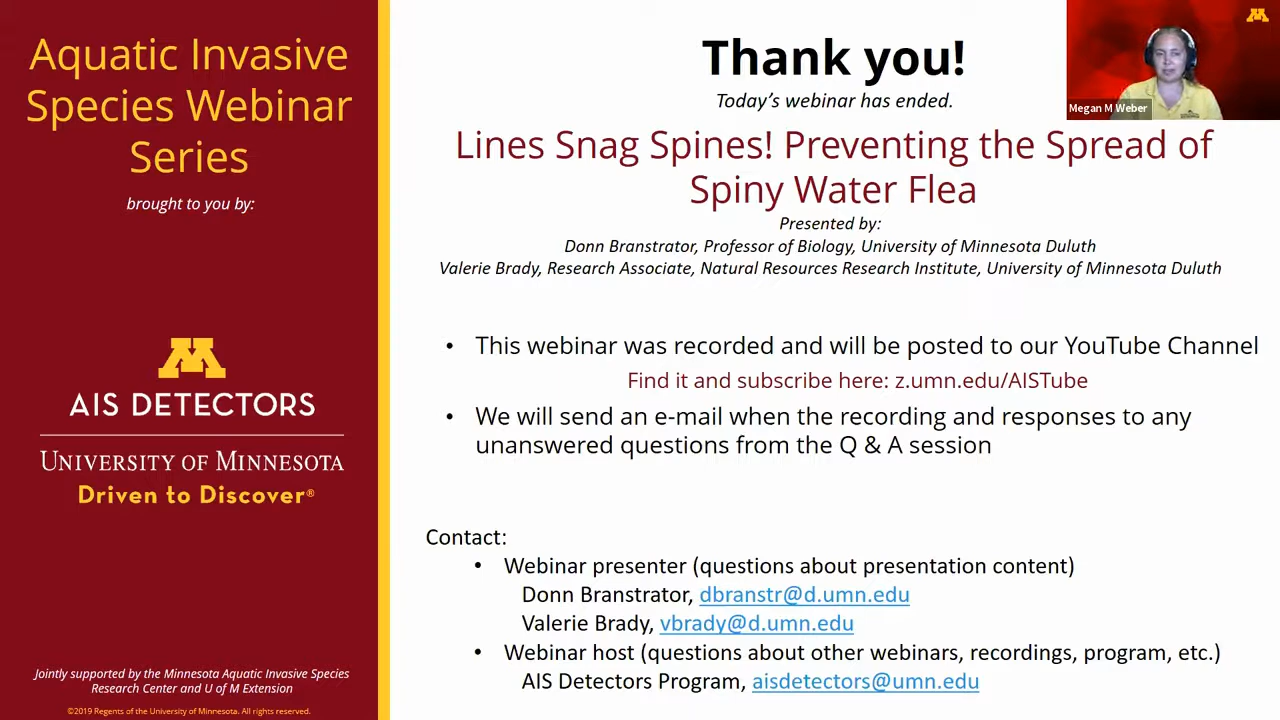 Aquatic Invasive
Species Webinar
Series
brought to you by:
AIS DETECTORS
UNIVERSITY OF MINNESOTA
Driven to Discover®
Jointly supported by the Minnesota Aquatic Invasive Species
Research Center and U of M Extension
©2019 Regents of the University of Minnesota. All rights reserved.
Thank you!
Today's webinar has ended.
Lines Snag Spines! Preventing the Spread of
Spiny Water Flea
Presented by:
Donn Branstrator, Professor of Biology, University of Minnesota Duluth
Valerie Brady, Research Associate, Natural Resources Research Institute, University of Minnesota Duluth
• This webinar was recorded and will be posted to our YouTube Channel
Find it and subscribe here: z.umn.edu/AISTube
• We will send an e-mail when the recording and responses to any
unanswered questions from the Q & A session
Contact:
• Webinar presenter (questions about presentation content)
Donn Branstrator, dbranstr@d.umn.edu
Valerie Brady, vbrady@d.umn.edu
• Webinar host (questions about other webinars, recordings, program, etc.)
AIS Detectors Program, aisdetectors@umn.edu
Megan M Weber